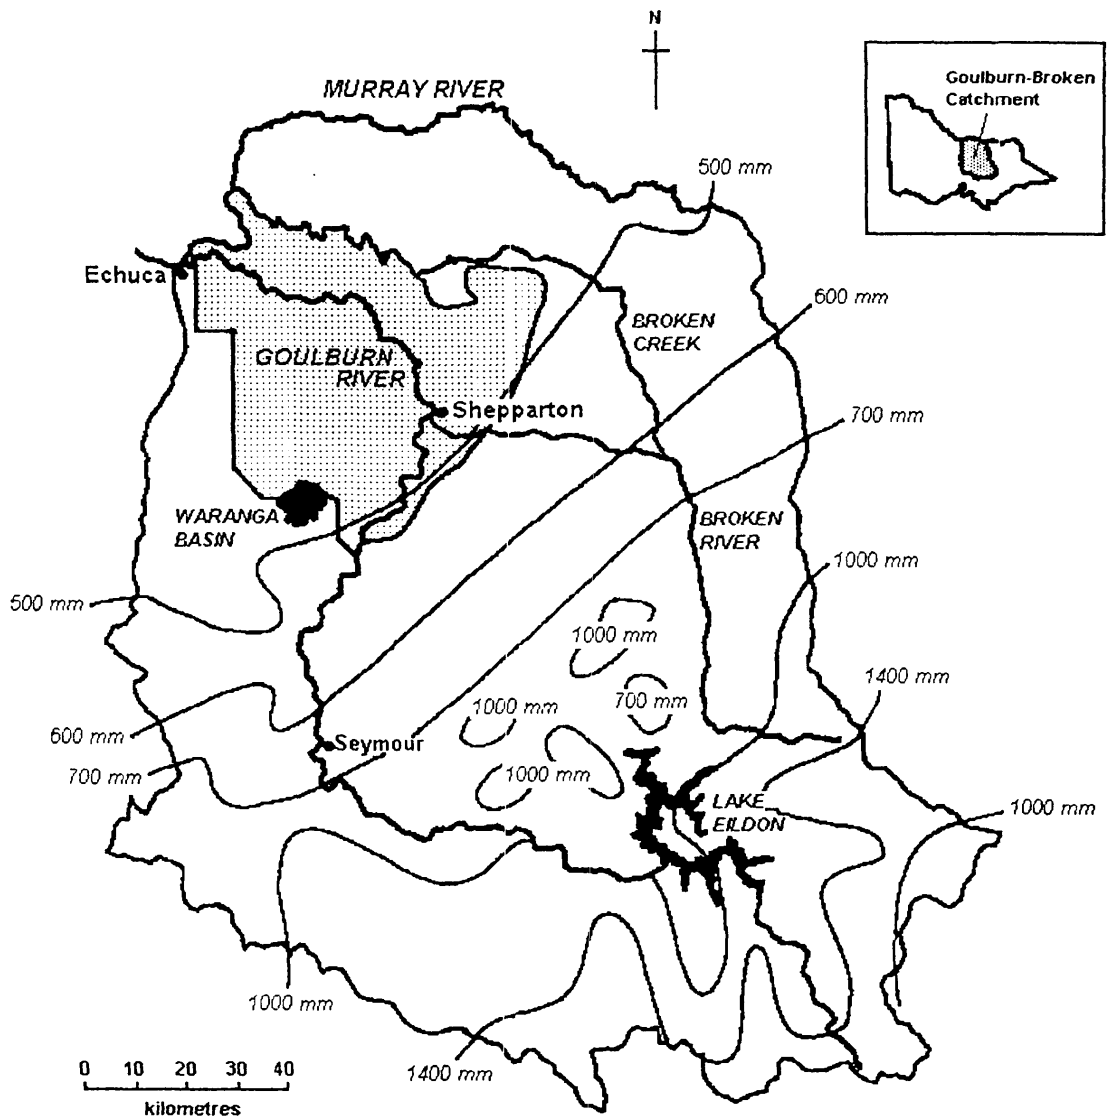 N
MURRAY RIVER
Goulburn-Broken
Catchment
500 mm
Echuca
600 mm
BROKEN
CREEK
GOULBURN
RIVER
Shepparton
700 mm
WARANGA
BASIN
BROKEN
RIVER
1000 mm
500 mm
1000 mm
1400 mm
700 mm
1000 mm
600 mm
Seymour
700 mm
1000 mm
LAKE
EILDON
1000 mm
1000 mm
1400 mm
0 10 20 30 40
kilometres